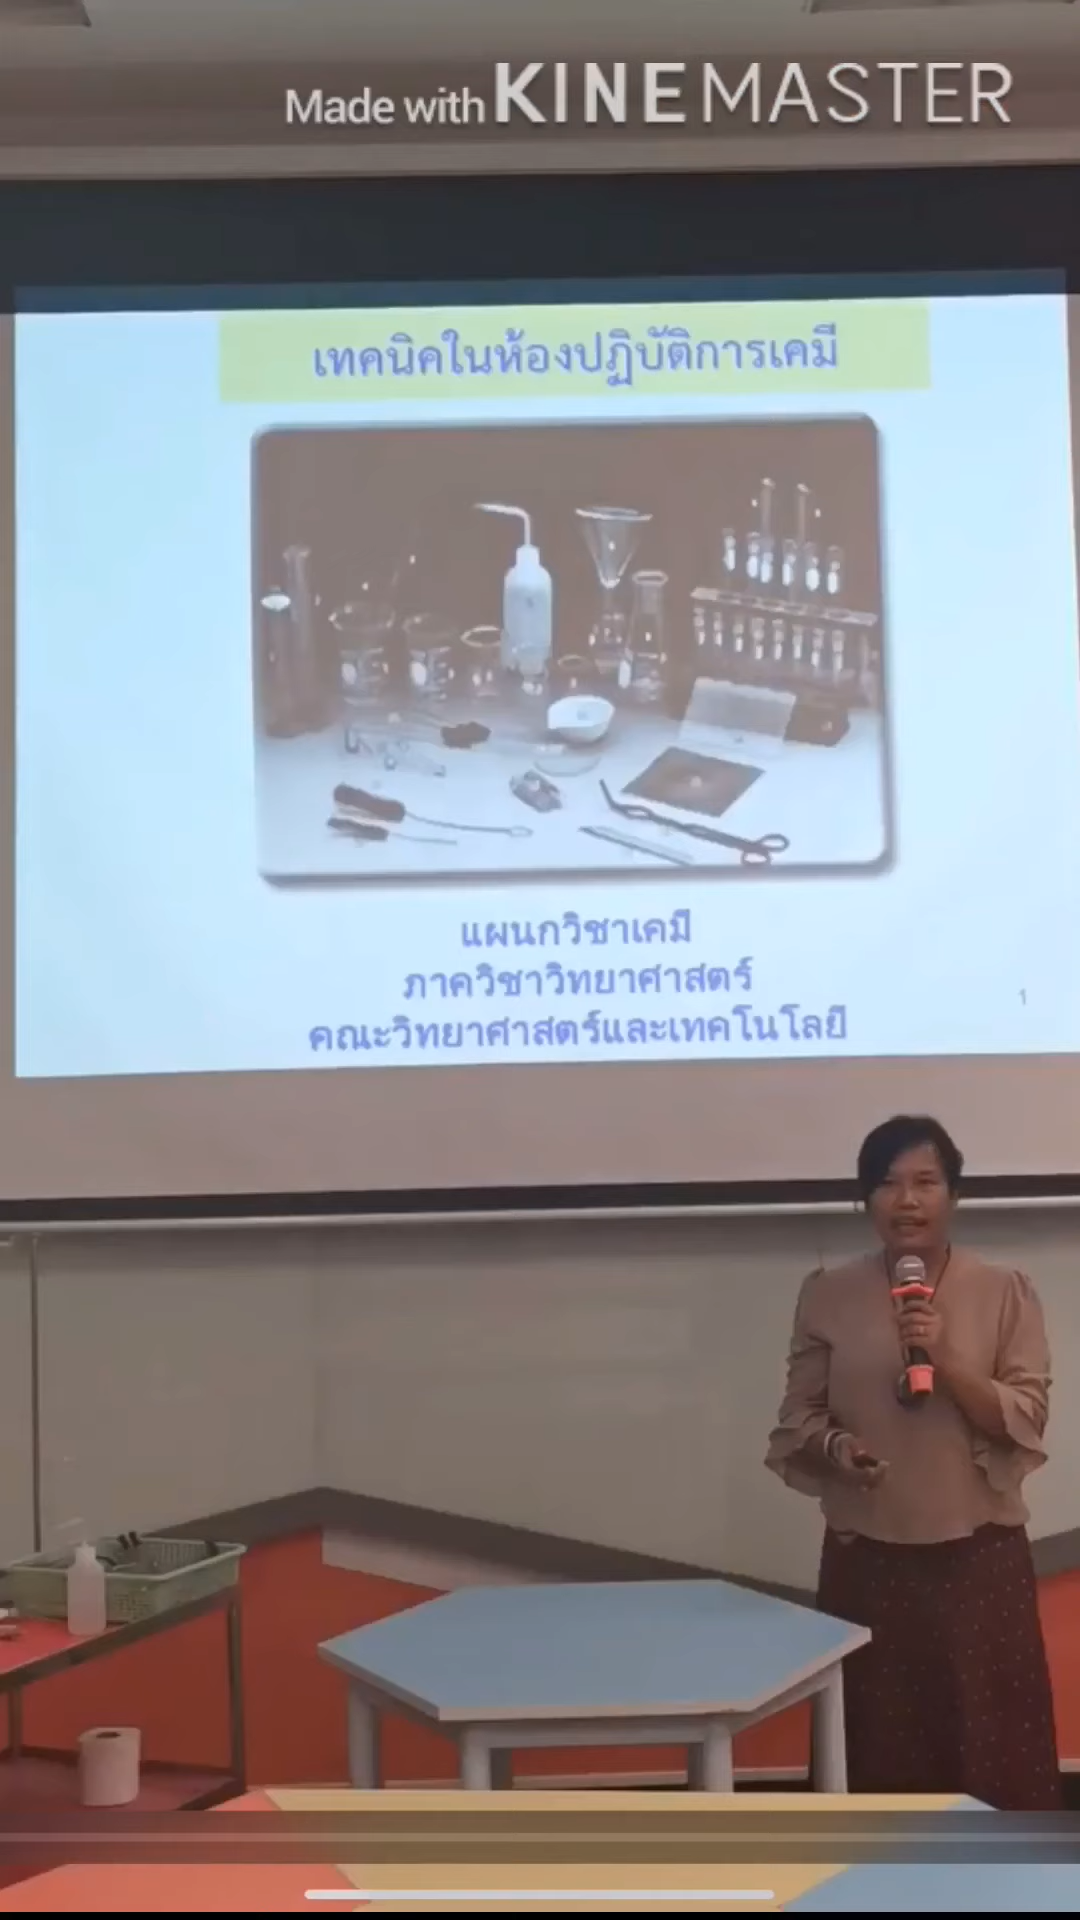 Made with KINEMASTER
เทคนิคในห้องปฏิบัติการเคมี
แผนกวิชาเคมี
ภาควิชาวิทยาศาสตร์
1
คณะวิทยาศาสตร์และเทคโนโลยี